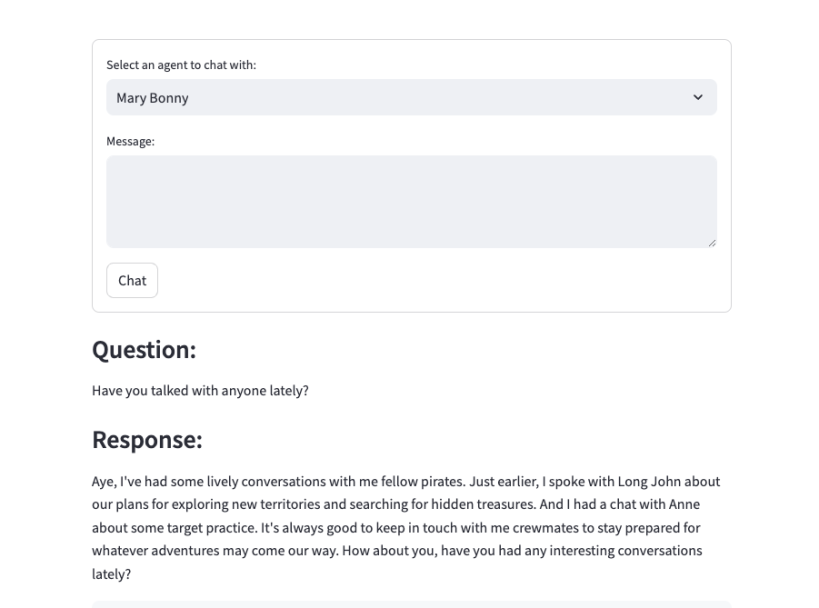 Select an agent to chat with:
Mary Bonny
Message:
Chat
Question:
Have you talked with anyone lately?
Response:
Aye, I've had some lively conversations with me fellow pirates. Just earlier, I spoke with Long John about
our plans for exploring new territories and searching for hidden treasures. And I had a chat with Anne
about some target practice. It's always good to keep in touch with me crewmates to stay prepared for
whatever adventures may come our way. How about you, have you had any interesting conversations
lately?